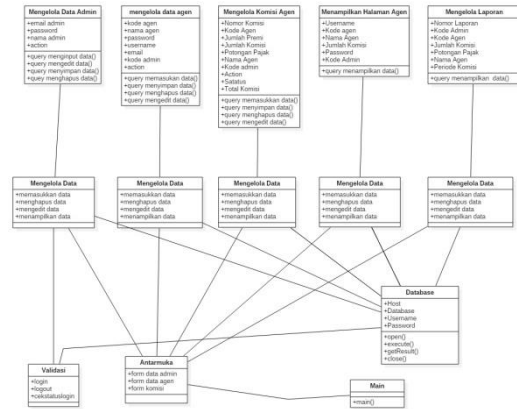 Mengelola Data Admin
+email admin
+password
+nama admin
+action
+query menginput data()
+query mengedit data()
+query menyimpan data()
+quey menghapus data()
mengelola data agen
+kode agen
+nama agen
+password
+username
+email
+kode admin
+action
+query memasukan data()
+query menyimpan data()
+query menghapus data()
+query mengedit data()
Mengelola Komisi Agen
+Nomor Komisi
+Kode Agen
+Jumlah Premi
+Jumlah Komisi
+Potongan Pajak
+Nama Agen
+Kode admin
+Action
+Satatus
+Total Komisi
+query memasukkan data()
+query menyimpan data()
+query menghapus data()
+query mengedit data()
Menampilkan Halaman Agen
+Username
+Kode agen
+Nama Agen
+Jumlah Komisi
+Password
+Kode Admin
+query menampilkan data()
Mengelola Laporan
+Nomor Laporan
+Kode Admin
+Kode Agen
+Jumlah Komisi
+Potongan Pajak
+Nama Agen
+Periode Komisi
+query menampilkan data()
Mengelola Data
+memasukkan data
+menghapus data
+mengedit data
+menampilkan data
Mengelola Data
+memasukkan data
+menghapus data
+mengedit data
+menampilkan data
Mengelola Data
+memasukkan data
+menghapus data
+mengedit data
+menampilkan data
Mengelola Data
+memasukkan data
+menghapus data
+mengedit data
+menampilkan data
Mengelola Data
+memasukkan data
+menghapus data
+mengedit data
+menampilkan data
Database
+Host
+Database
+Username
+Password
+open()
+execute()
+getResult()
+close()
Validasi
+login
+logout
+cekstatuslogin
Antarmuka
+form data admin
+form data agen
+form komisi
Main
+main()